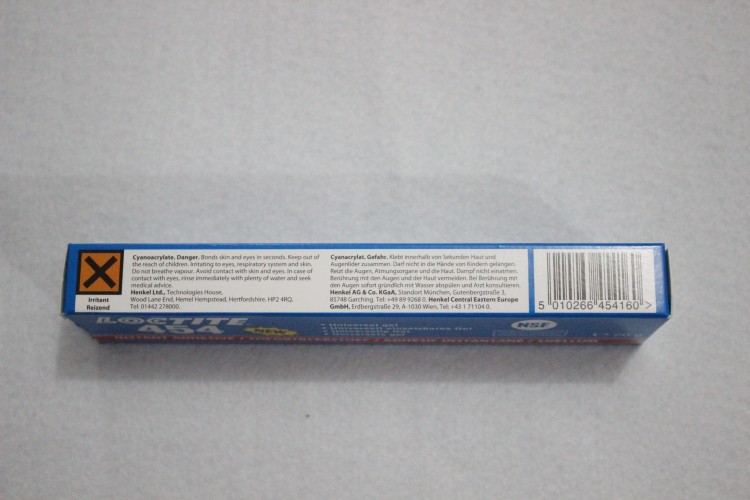 Irritant
Reizend
Cyanoacrylate. Danger. Bonds skin and eyes in seconds. Keep out of
the reach of children. Irritating to eyes, respiratory system and skin.
Do not breathe vapour. Avoid contact with skin and eyes. In case of
contact with eyes, rinse immediately with plenty of water and seek
medical advice.
Henkel Ltd., Technologies House,
Wood Lane End, Hemel Hempstead, Hertfordshire. HP2 4RQ.
Tel: 01442 278000.
Cyanacrylat. Gefahr. Klebt innerhalb von Sekunden Haut und
Augenlider zusammen. Darf nicht in die Hände von Kindern gelangen.
Reizt die Augen, Atmungsorgane und die Haut. Dampf nicht einatmen.
Berührung mit den Augen und der Haut vermeiden. Bei Berührung mit
den Augen sofort gründlich mit Wasser abspülen und Arzt konsultieren.
Henkel AG & Co. KGaA, Standort München, Gutenbergstraße 3,
85748 Garching. Tel: +49 89 9268 0. Henkel Central Eastern Europe
GmbH, Erdbergstraße 29, A-1030 Wien, Tel: +43 1 71104 0.
5 010266 454160 >
LOCTITE
454
NEW
• Universal gel
NSF